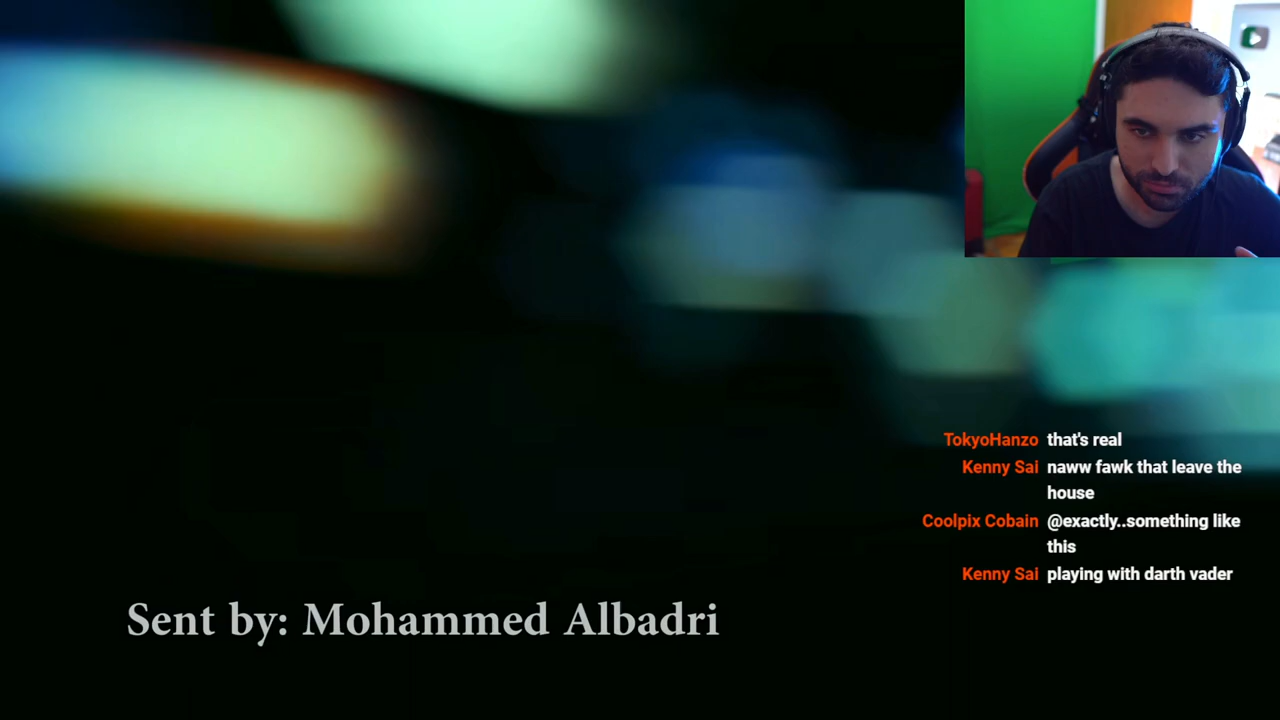 TokyoHanzo that's real
Kenny Sai naww fawk that leave the
house
Coolpix Cobain @exactly..something like
this
Kenny Sai playing with darth vader
Sent by: Mohammed Albadri